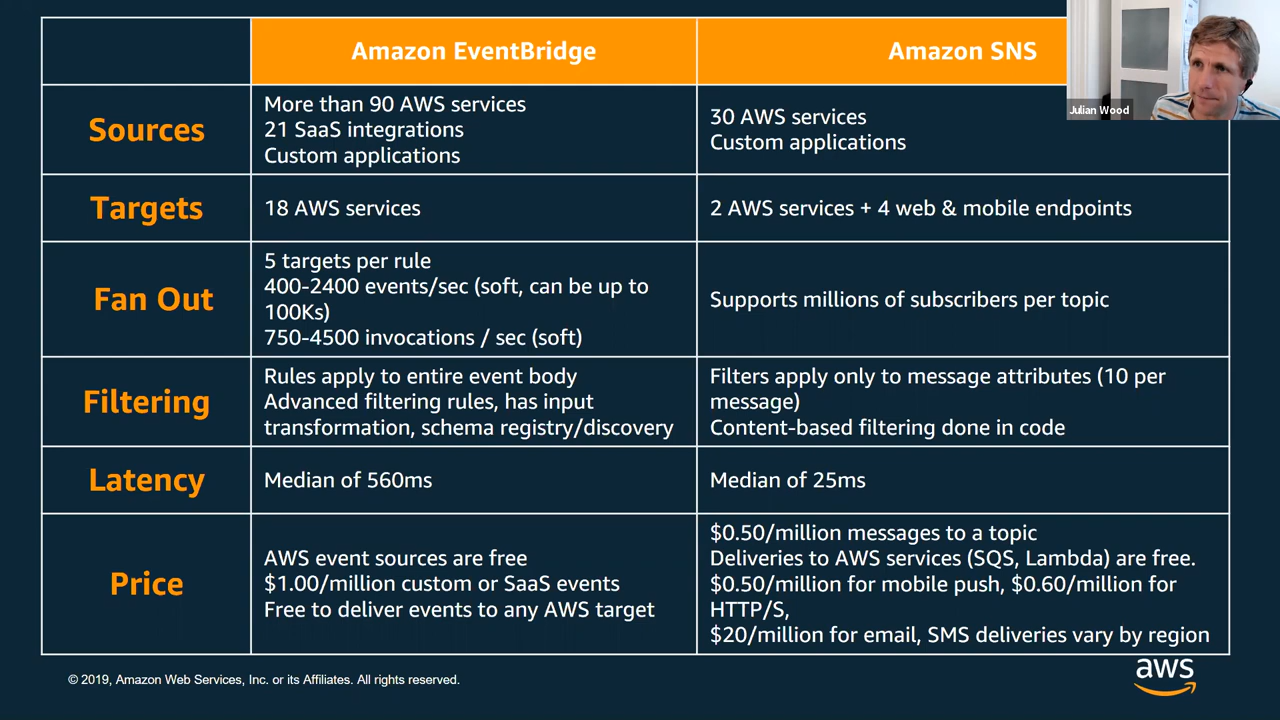 Amazon EventBridge
Amazon SNS
Julian Wood
Sources
More than 90 AWS services
21 SaaS integrations
Custom applications
30 AWS services
Custom applications
Targets
18 AWS services
2 AWS services + 4 web & mobile endpoints
Fan Out
5 targets per rule
400-2400 events/sec (soft, can be up to
100Ks)
750-4500 invocations / sec (soft)
Supports millions of subscribers per topic
Filtering
Rules apply to entire event body
Advanced filtering rules, has input
transformation, schema registry/discovery
Filters apply only to message attributes (10 per
message)
Content-based filtering done in code
Latency
Median of 560ms
Median of 25ms
Price
AWS event sources are free
$1.00/million custom or SaaS events
Free to deliver events to any AWS target
$0.50/million messages to a topic
Deliveries to AWS services (SQS, Lambda) are free.
$0.50/million for mobile push, $0.60/million for
HTTP/S,
$20/million for email, SMS deliveries vary by region
© 2019, Amazon Web Services, Inc. or its Affiliates. All rights reserved.
aws